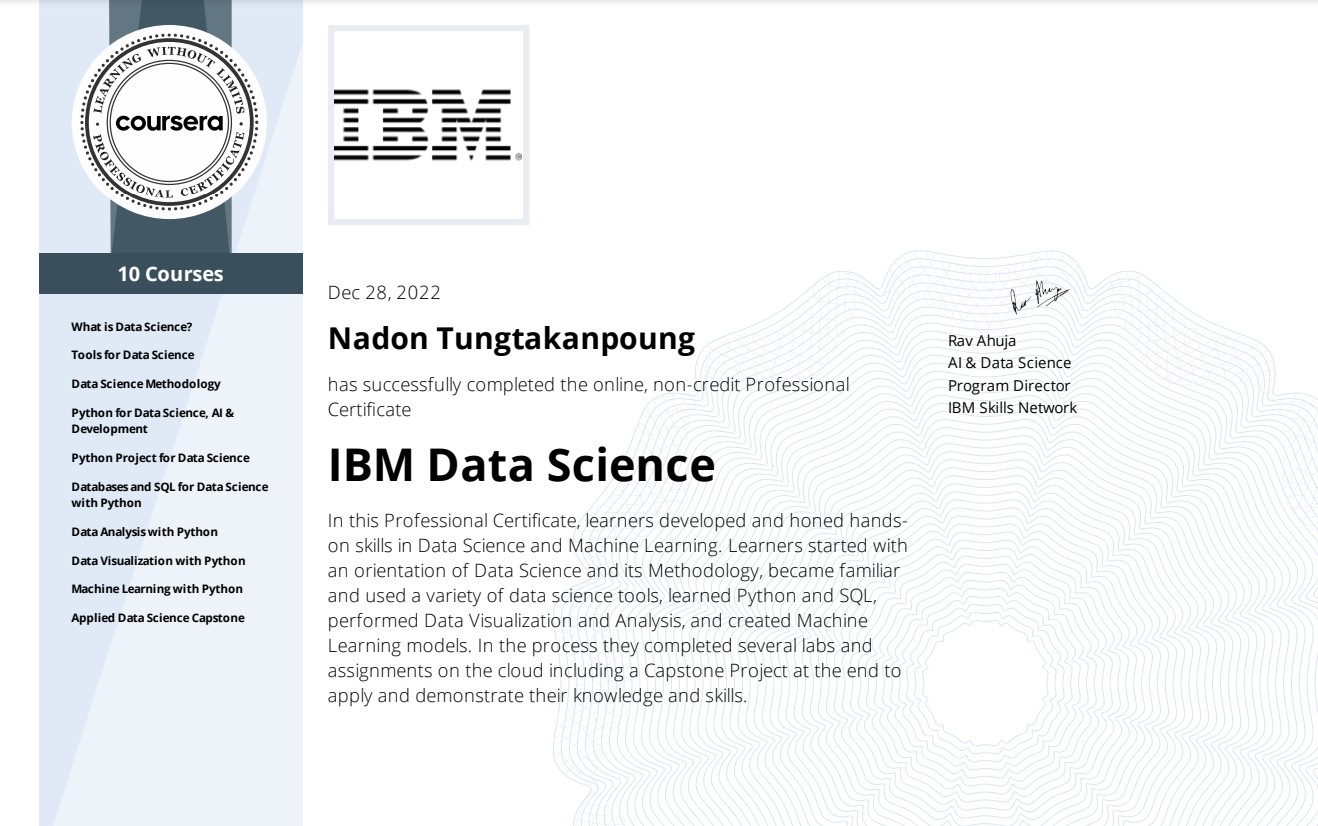 LEARNING WITHOUT LIMITS
coursera
PROFESSIONAL CERTIFICATE
10 Courses
What is Data Science?
Tools for Data Science
Data Science Methodology
Python for Data Science, AI &
Development
Python Project for Data Science
Databases and SQL for Data Science
with Python
Data Analysis with Python
Data Visualization with Python
Machine Learning with Python
Applied Data Science Capstone
IBM®
Dec 28, 2022
Nadon Tungtakanpoung
has successfully completed the online, non-credit Professional
Certificate
IBM Data Science
In this Professional Certificate, learners developed and honed hands-
on skills in Data Science and Machine Learning. Learners started with
an orientation of Data Science and its Methodology, became familiar
and used a variety of data science tools, learned Python and SQL,
performed Data Visualization and Analysis, and created Machine
Learning models. In the process they completed several labs and
assignments on the cloud including a Capstone Project at the end to
apply and demonstrate their knowledge and skills.
Rav Ahuja
Rav Ahuja
AI & Data Science
Program Director
IBM Skills Network